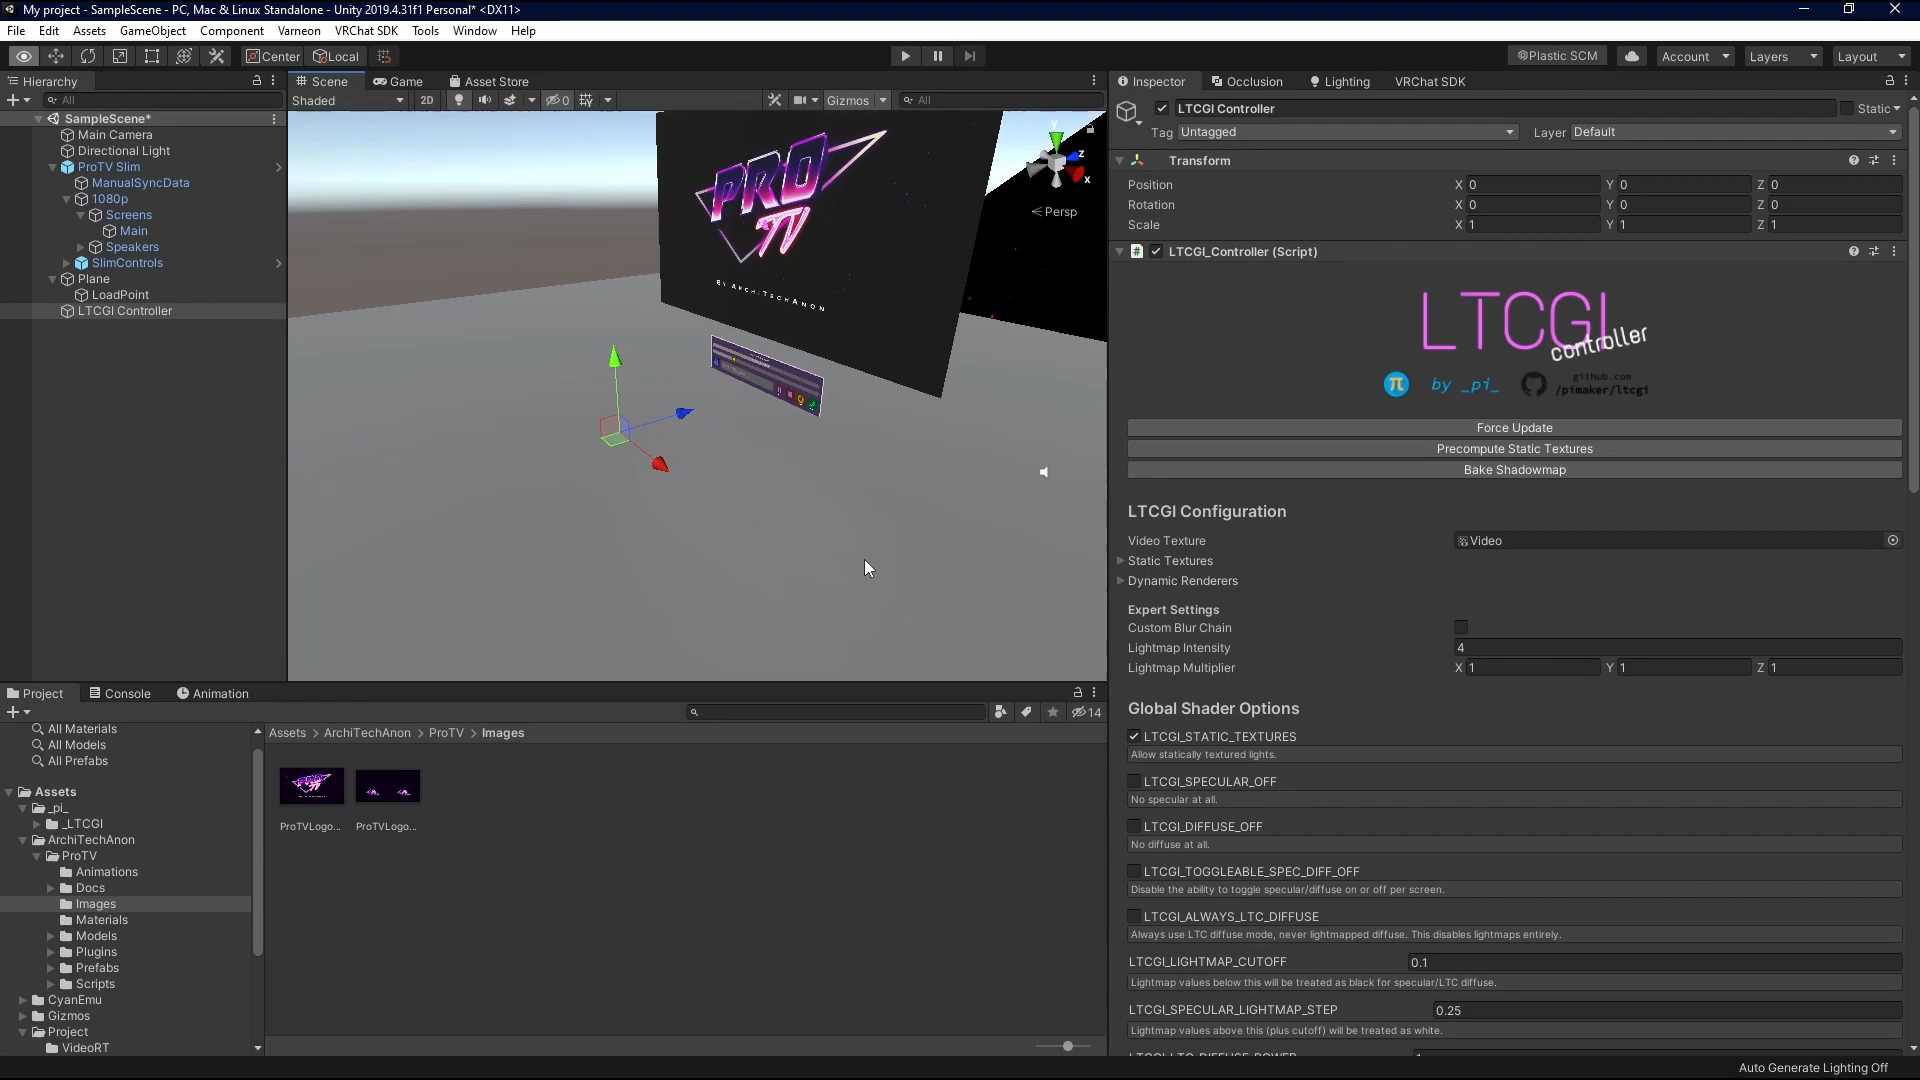 My project - SampleScene - PC, Mac & Linux Standalone - Unity 2019.4.31f1 Personal* <DX11>
File Edit Assets GameObject Component Varneon VRChat SDK Tools Window Help
Center Local Plastic SCM Account Layers Layout
Hierarchy
All
SampleScene*
Main Camera
Directional Light
ProTV Slim
ManualSyncData
1080p
Screens
Main
Speakers
SlimControls
Plane
LoadPoint
LTCGI Controller
Scene Game Asset Store
Shaded 2D 0 Gizmos All
PRO
TV
BY ARCHITECHANON
y
z
x
< Persp
Inspector Occlusion Lighting VRChat SDK
LTCGI Controller Static
Tag Untagged Layer Default
Transform
Position X 0 Y 0 Z 0
Rotation X 0 Y 0 Z 0
Scale X 1 Y 1 Z 1
LTCGI_Controller (Script)
LTCGI
controller
π by _pi_ github.com
/pimaker/ltcgi
Force Update
Precompute Static Textures
Bake Shadowmap
LTCGI Configuration
Video Texture Video
Static Textures
Dynamic Renderers
Expert Settings
Custom Blur Chain
Lightmap Intensity 4
Lightmap Multiplier X 1 Y 1 Z 1
Global Shader Options
LTCGI_STATIC_TEXTURES
Allow statically textured lights.
LTCGI_SPECULAR_OFF
No specular at all.
LTCGI_DIFFUSE_OFF
No diffuse at all.
LTCGI_TOGGLEABLE_SPEC_DIFF_OFF
Disable the ability to toggle specular/diffuse on or off per screen.
LTCGI_ALWAYS_LTC_DIFFUSE
Always use LTC diffuse mode, never lightmapped diffuse. This disables lightmaps entirely.
LTCGI_LIGHTMAP_CUTOFF 0.1
Lightmap values below this will be treated as black for specular/LTC diffuse.
LTCGI_SPECULAR_LIGHTMAP_STEP 0.25
Lightmap values above this (plus cutoff) will be treated as white.
Project Console Animation
14
All Materials
All Models
All Prefabs
Assets
_pi_
_LTCGI
ArchiTechAnon
ProTV
Animations
Docs
Images
Materials
Models
Plugins
Prefabs
Scripts
CyanEmu
Gizmos
Project
VideoRT
Assets > ArchiTechAnon > ProTV > Images
ProTVLogo... ProTVLogo...
Auto Generate Lighting Off